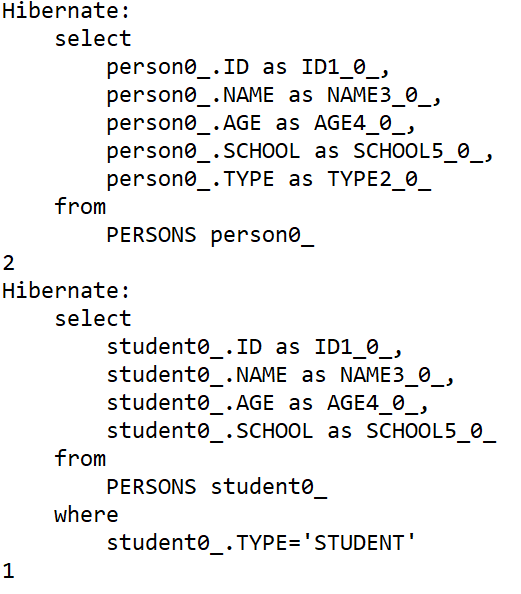 Hibernate:
    select
        person0_.ID as ID1_0_,
        person0_.NAME as NAME3_0_,
        person0_.AGE as AGE4_0_,
        person0_.SCHOOL as SCHOOL5_0_,
        person0_.TYPE as TYPE2_0_
    from
        PERSONS person0_
2
Hibernate:
    select
        student0_.ID as ID1_0_,
        student0_.NAME as NAME3_0_,
        student0_.AGE as AGE4_0_,
        student0_.SCHOOL as SCHOOL5_0_
    from
        PERSONS student0_
    where
        student0_.TYPE='STUDENT'
1